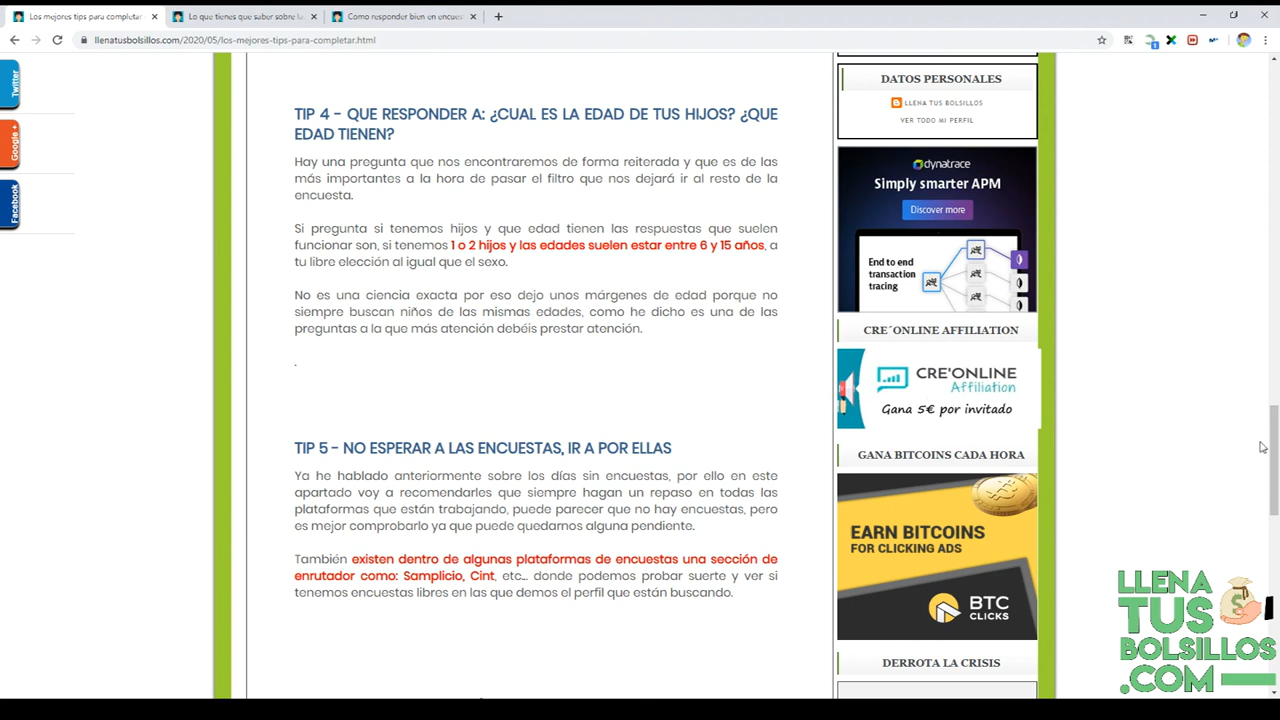 Los mejores tips para completar
Lo que tienes que saber sobre la
Como responder bien en encues
llenatusbolsillos.com/2020/05/los-mejores-tips-para-completar.html
Twitter
Google +
Facebook
TIP 4 - QUE RESPONDER A: ¿CUAL ES LA EDAD DE TUS HIJOS? ¿QUE
EDAD TIENEN?
Hay una pregunta que nos encontraremos de forma reiterada y que es de las
más importantes a la hora de pasar el filtro que nos dejará ir al resto de la
encuesta.
Si pregunta si tenemos hijos y que edad tienen las respuestas que suelen
funcionar son, si tenemos 1 o 2 hijos y las edades suelen estar entre 6 y 15 años, a
tu libre elección al igual que el sexo.
No es una ciencia exacta por eso dejo unos márgenes de edad porque no
siempre buscan niños de las mismas edades, como he dicho es una de las
preguntas a la que más atención debéis prestar atención.
.
TIP 5 - NO ESPERAR A LAS ENCUESTAS, IR A POR ELLAS
Ya he hablado anteriormente sobre los días sin encuestas, por ello en este
apartado voy a recomendarles que siempre hagan un repaso en todas las
plataformas que están trabajando, puede parecer que no hay encuestas, pero
es mejor comprobarlo ya que puede quedarnos alguna pendiente.
También existen dentro de algunas plataformas de encuestas una sección de
enrutador como: Samplicio, Cint, etc... donde podemos probar suerte y ver si
tenemos encuestas libres en las que demos el perfil que están buscando.
DATOS PERSONALES
LLENA TUS BOLSILLOS
VER TODO MI PERFIL
dynatrace
Simply smarter APM
Discover more
End to end
transaction
tracing
CRE´ONLINE AFFILIATION
CRE'ONLINE
Affiliation
Gana 5€ por invitado
GANA BITCOINS CADA HORA
EARN BITCOINS
FOR CLICKING ADS
BTC
CLICKS
DERROTA LA CRISIS
LLENA
TUS
BOLSILLOS
.COM